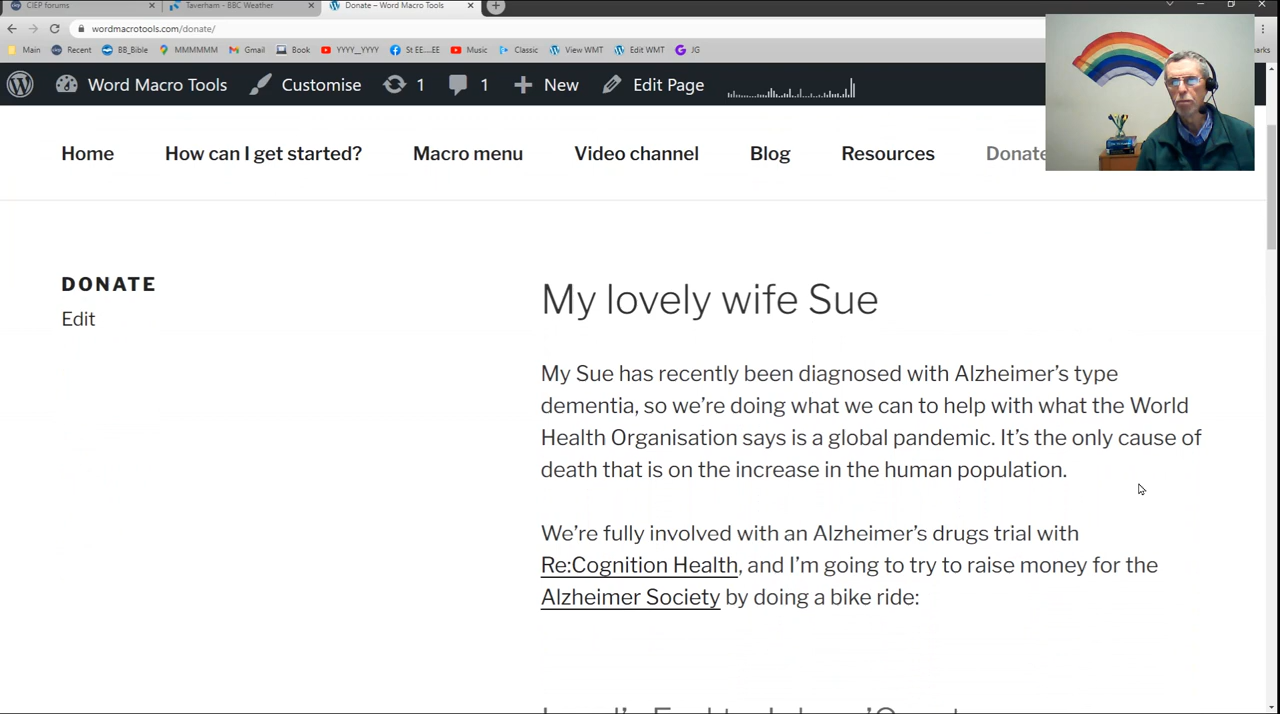 CIEP forums
Taverham - BBC Weather
Donate – Word Macro Tools
wordmacrotools.com/donate/
Main
Recent
BB_Bible
MMMMMM
Gmail
Book
YYYY__YYYY
St EE.....EE
Music
Classic
View WMT
Edit WMT
JG
Word Macro Tools
Customise
1
1
New
Edit Page
Home
How can I get started?
Macro menu
Video channel
Blog
Resources
Donate
DONATE
Edit
My lovely wife Sue
My Sue has recently been diagnosed with Alzheimer’s type
dementia, so we’re doing what we can to help with what the World
Health Organisation says is a global pandemic. It’s the only cause of
death that is on the increase in the human population.
We’re fully involved with an Alzheimer’s drugs trial with
Re:Cognition Health, and I’m going to try to raise money for the
Alzheimer Society by doing a bike ride: